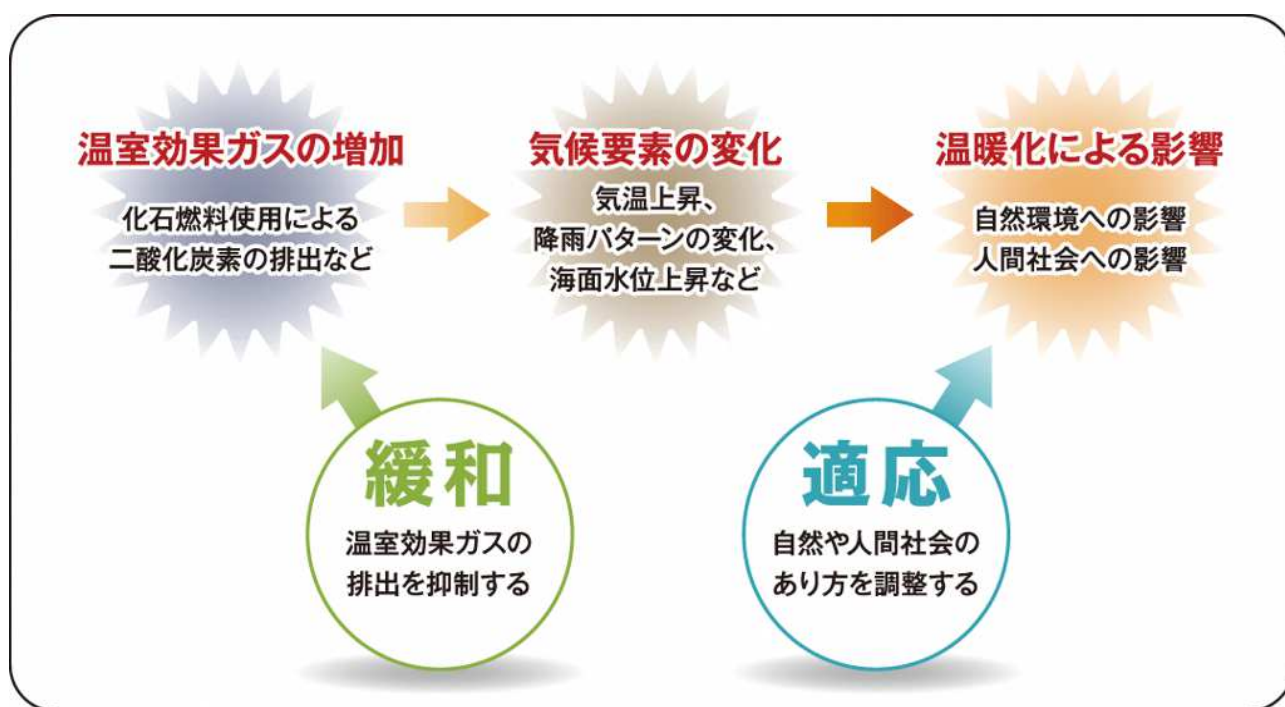 温室効果ガスの増加
化石燃料使用による
二酸化炭素の排出など
気候要素の変化
気温上昇、
降雨パターンの変化、
海面水位上昇など
温暖化による影響
自然環境への影響
人間社会への影響
緩和
温室効果ガスの
排出を抑制する
適応
自然や人間社会の
あり方を調整する